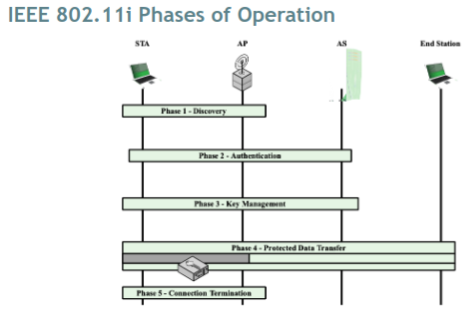 IEEE 802.11i Phases of Operation
STA AP AS End Station
Phase 1 - Discovery
Phase 2 - Authentication
Phase 3 - Key Management
Phase 4 - Protected Data Transfer
Phase 5 - Connection Termination